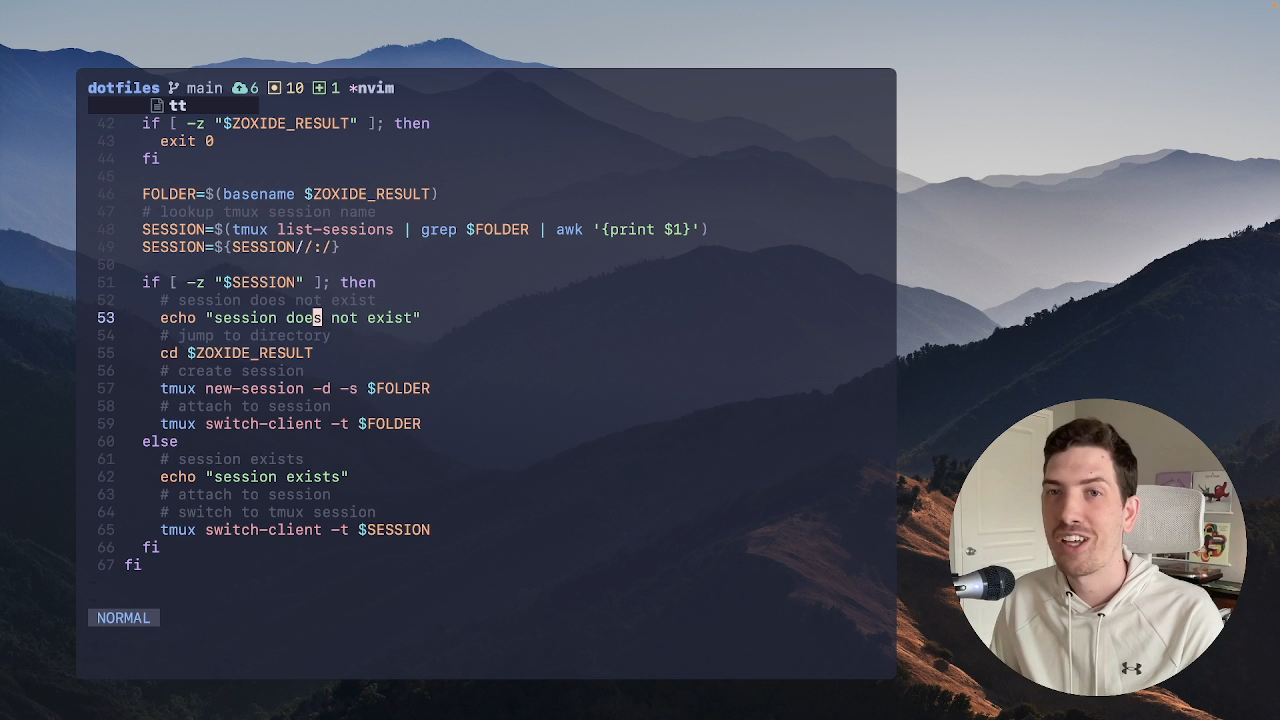 dotfiles main 6 10 1 *nvim
tt
42 if [ -z "$ZOXIDE_RESULT" ]; then
43 exit 0
44 fi
45
46 FOLDER=$(basename $ZOXIDE_RESULT)
47 # lookup tmux session name
48 SESSION=$(tmux list-sessions | grep $FOLDER | awk '{print $1}')
49 SESSION=${SESSION//:/}
50
51 if [ -z "$SESSION" ]; then
52 # session does not exist
53 echo "session does not exist"
54 # jump to directory
55 cd $ZOXIDE_RESULT
56 # create session
57 tmux new-session -d -s $FOLDER
58 # attach to session
59 tmux switch-client -t $FOLDER
60 else
61 # session exists
62 echo "session exists"
63 # attach to session
64 # switch to tmux session
65 tmux switch-client -t $SESSION
66 fi
67 fi
NORMAL